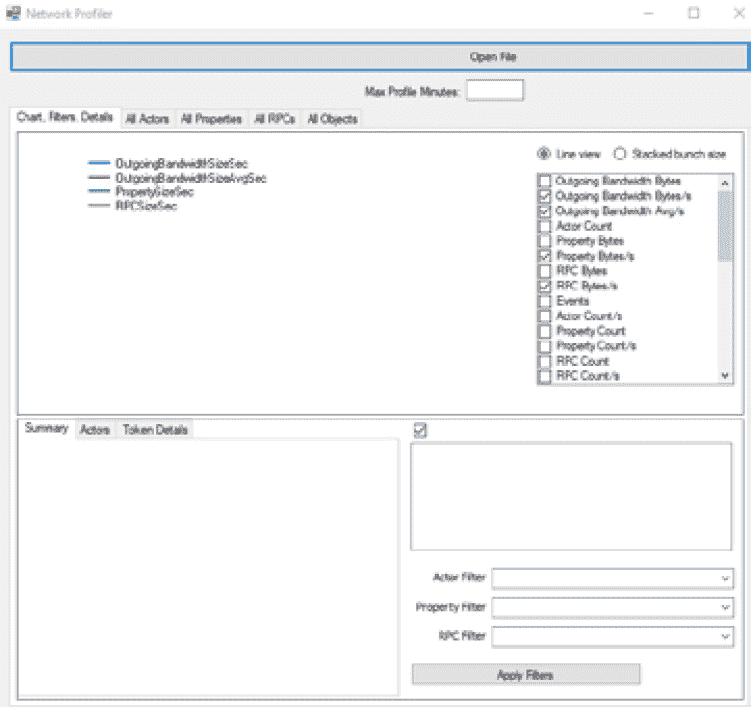 Network Profiler
Open File
Max Profile Minutes:
Chart, Filters, Details All Actors All Properties All RPCs All Objects
OutgoingBandwidthSizeSec
OutgoingBandwidthSizeAvgSec
PropertySizeSec
RPCSizeSec
Line view Stacked bunch size
Outgoing Bandwidth Bytes
Outgoing Bandwidth Bytes/s
Outgoing Bandwidth Avg/s
Actor Count
Property Bytes
Property Bytes/s
RPC Bytes
RPC Bytes/s
Events
Actor Count/s
Property Count
Property Count/s
RPC Count
RPC Count/s
Summary Actors Token Details
Actor Filter
Property Filter
RPC Filter
Apply Filters